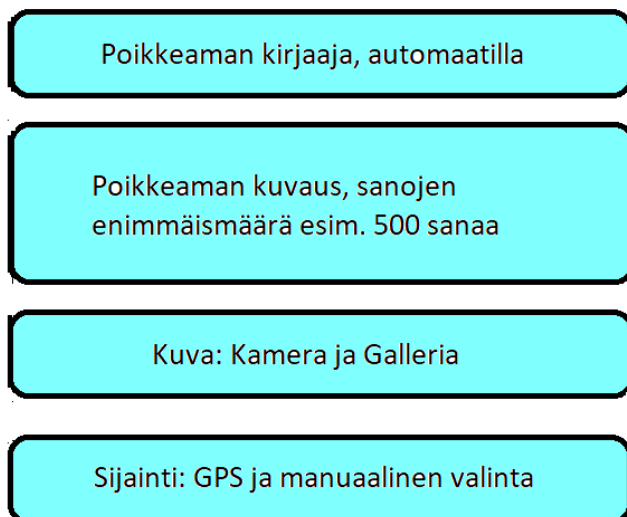 Poikkeaman kirjaaja, automaatilla
Poikkeaman kuvaus, sanojen
enimmäismäärä esim. 500 sanaa
Kuva: Kamera ja Galleria
Sijainti: GPS ja manuaalinen valinta